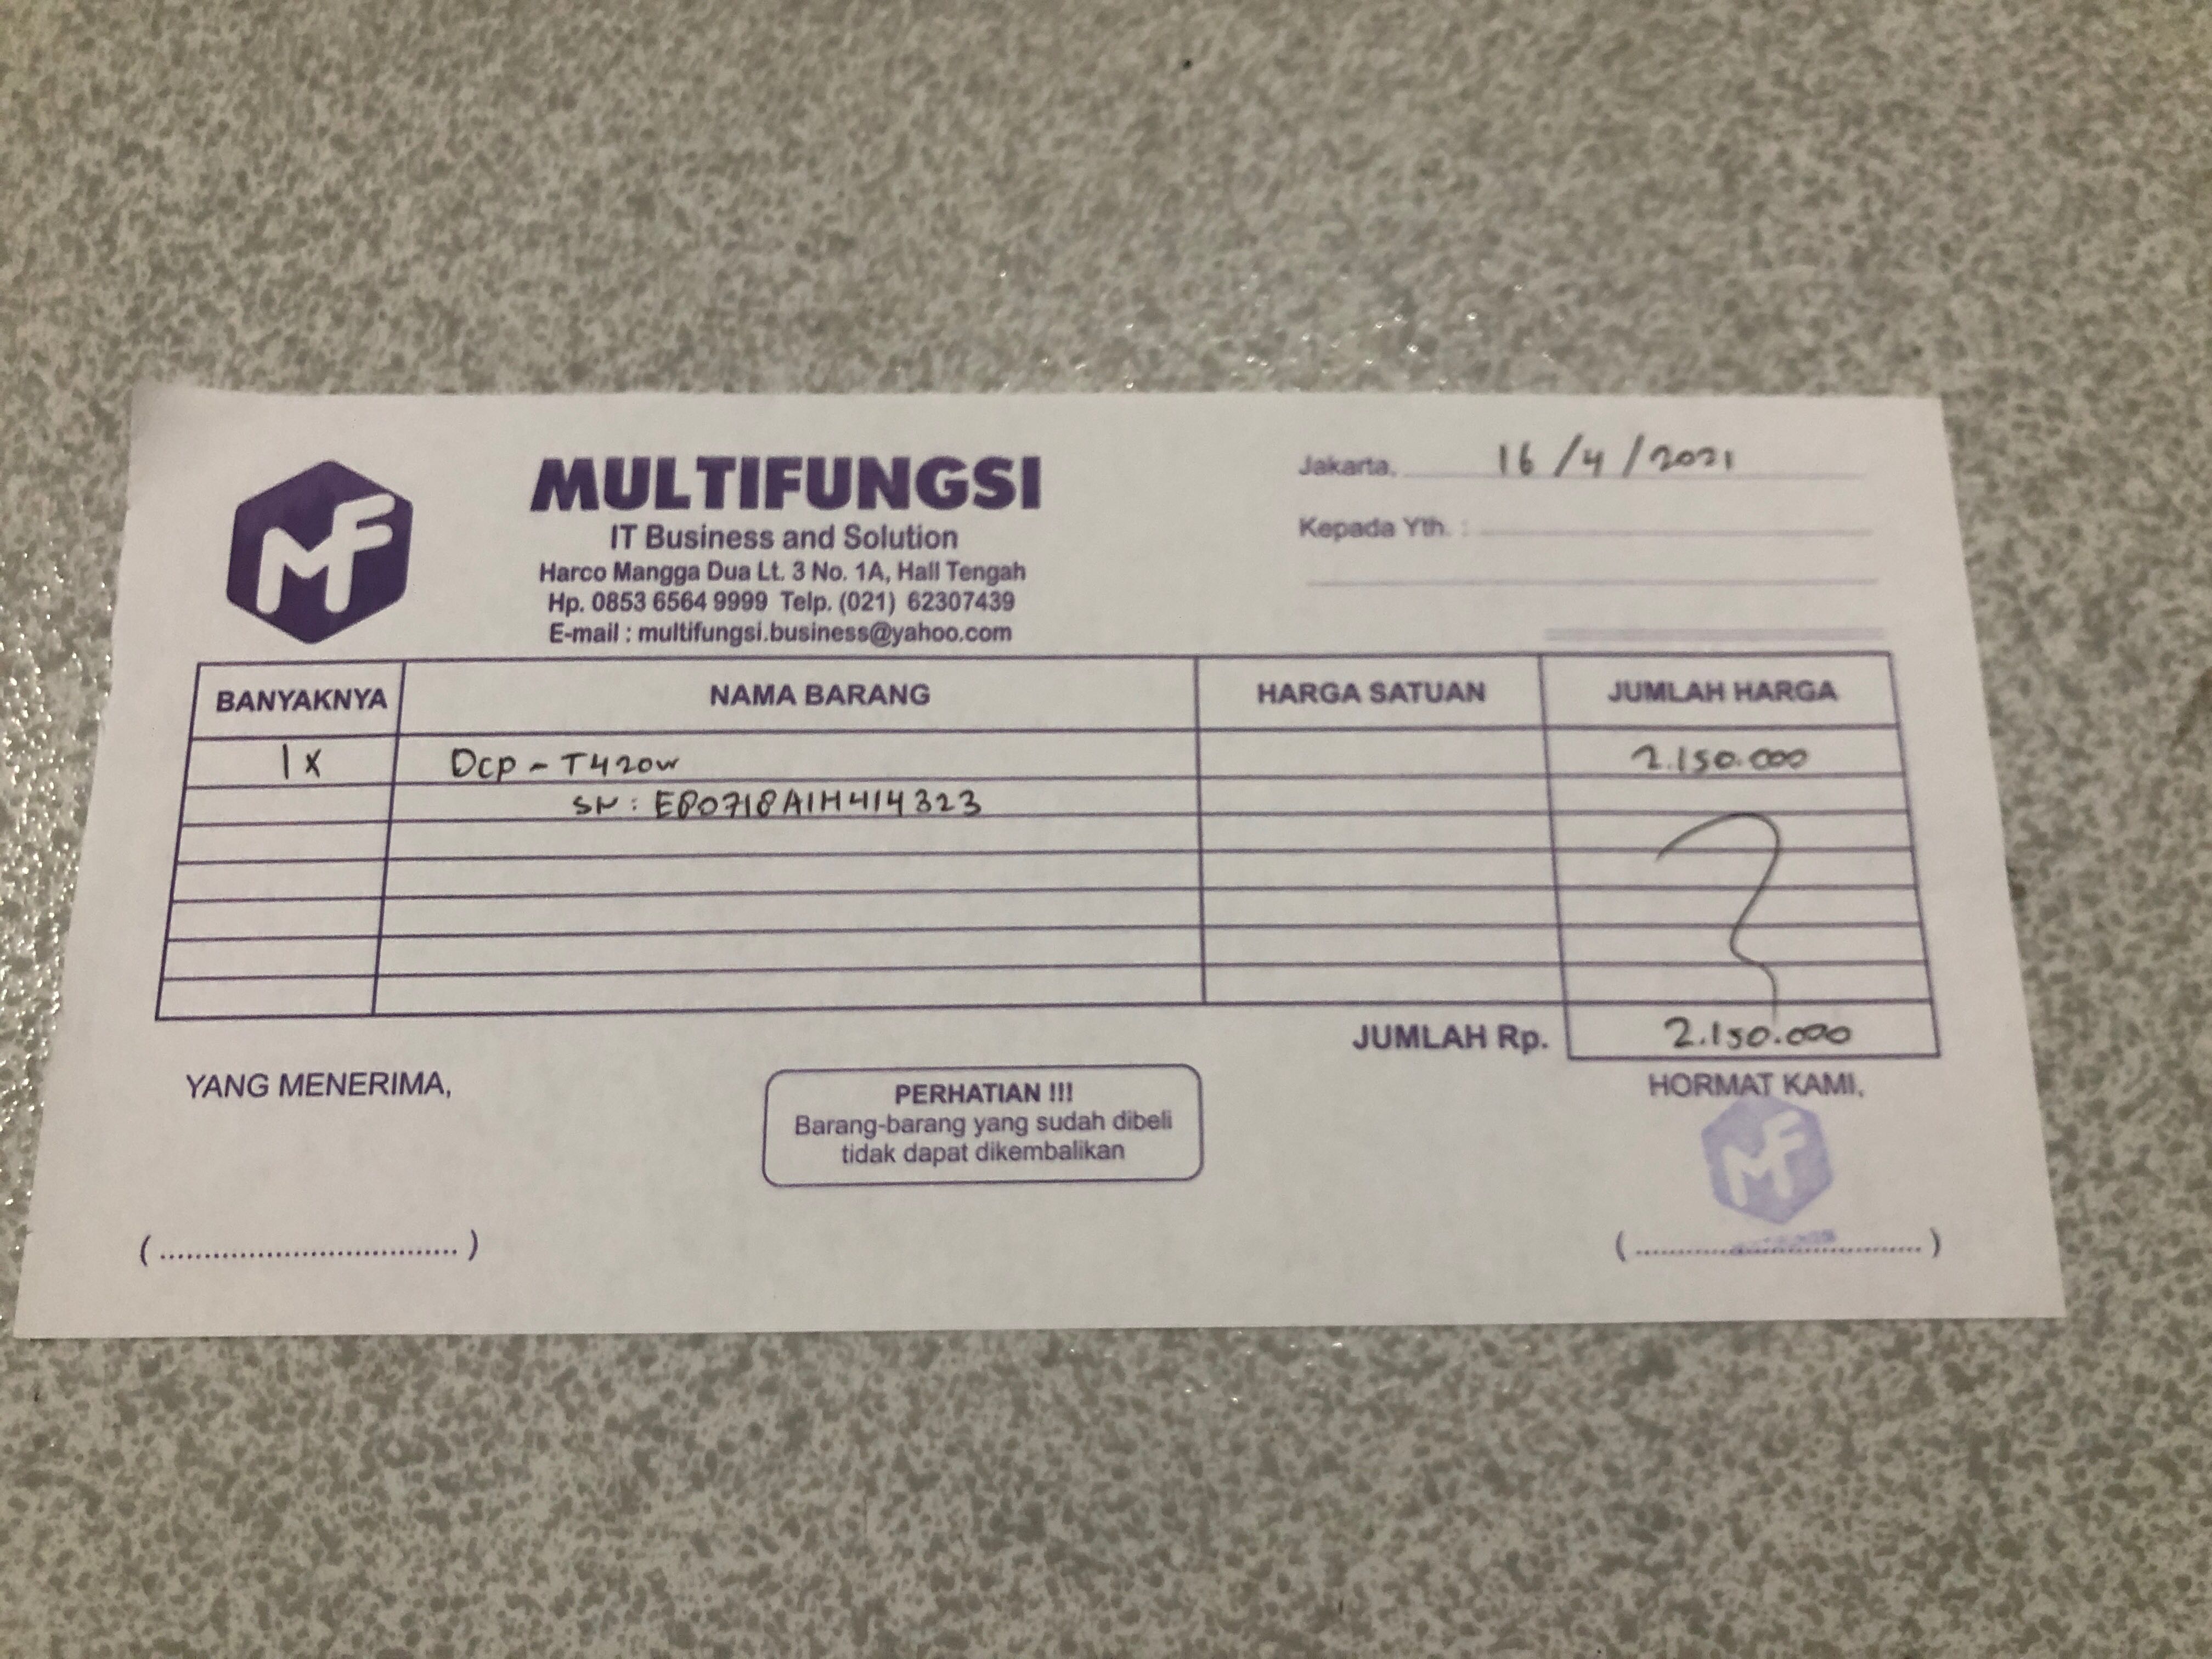 MF
MULTIFUNGSI
IT Business and Solution
Harco Mangga Dua Lt. 3 No. 1A, Hall Tengah
Hp. 0853 6564 9999 Telp. (021) 62307439
E-mail : multifungsi.business@yahoo.com
Jakarta, 16/4/2021
Kepada Yth. :
BANYAKNYA NAMA BARANG HARGA SATUAN JUMLAH HARGA
1x Dcp-T420w 2.150.000
SN: E80718A1H414323
JUMLAH Rp. 2.150.000
YANG MENERIMA,
PERHATIAN !!!
Barang-barang yang sudah dibeli
tidak dapat dikembalikan
HORMAT KAMI,
MF
(................................)
(................................)